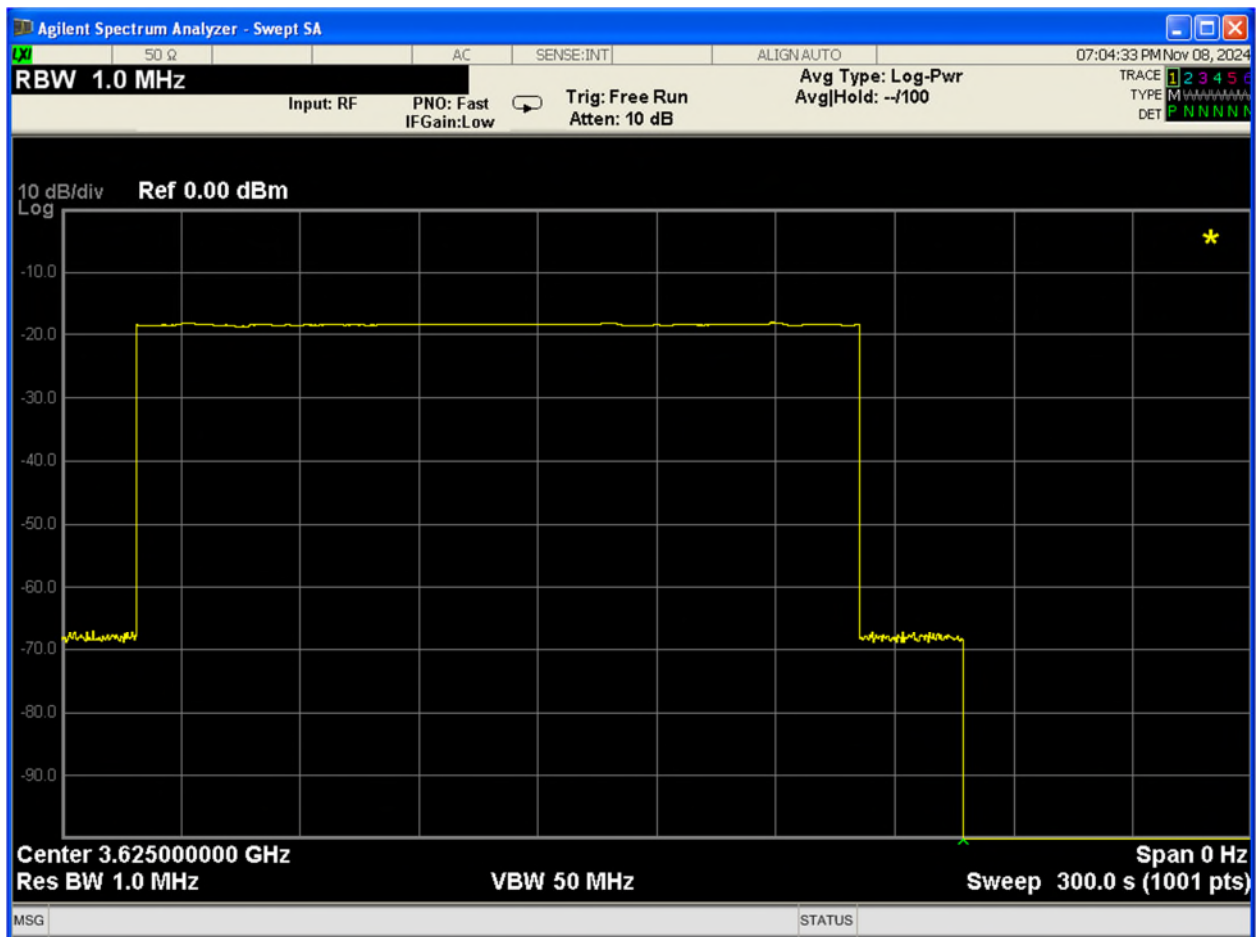 Agilent Spectrum Analyzer - Swept SA
LXI 50 Ω AC SENSE:INT ALIGN AUTO 07:04:33 PM Nov 08, 2024
RBW 1.0 MHz
Input: RF
PNO: Fast
IFGain:Low
Trig: Free Run
Atten: 10 dB
Avg Type: Log-Pwr
Avg|Hold: --/100
TRACE 1 2 3 4 5 6
TYPE M
DET P N N N N N
10 dB/div Ref 0.00 dBm
Log
*
-10.0
-20.0
-30.0
-40.0
-50.0
-60.0
-70.0
-80.0
-90.0
Center 3.625000000 GHz Span 0 Hz
Res BW 1.0 MHz VBW 50 MHz Sweep 300.0 s (1001 pts)
MSG STATUS